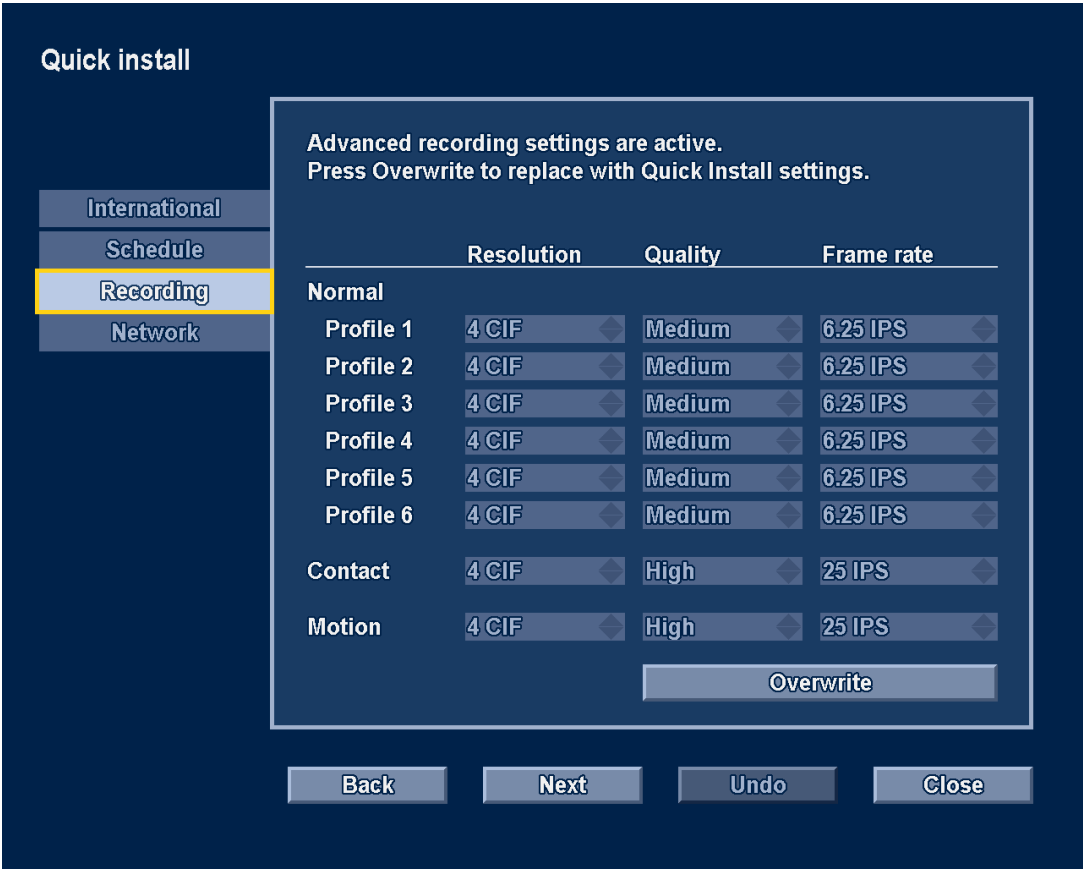 Quick install
Advanced recording settings are active.
Press Overwrite to replace with Quick Install settings.
International
Schedule
Recording
Network
Resolution Quality Frame rate
Normal
Profile 1 4 CIF Medium 6.25 IPS
Profile 2 4 CIF Medium 6.25 IPS
Profile 3 4 CIF Medium 6.25 IPS
Profile 4 4 CIF Medium 6.25 IPS
Profile 5 4 CIF Medium 6.25 IPS
Profile 6 4 CIF Medium 6.25 IPS
Contact 4 CIF High 25 IPS
Motion 4 CIF High 25 IPS
Overwrite
Back Next Undo Close